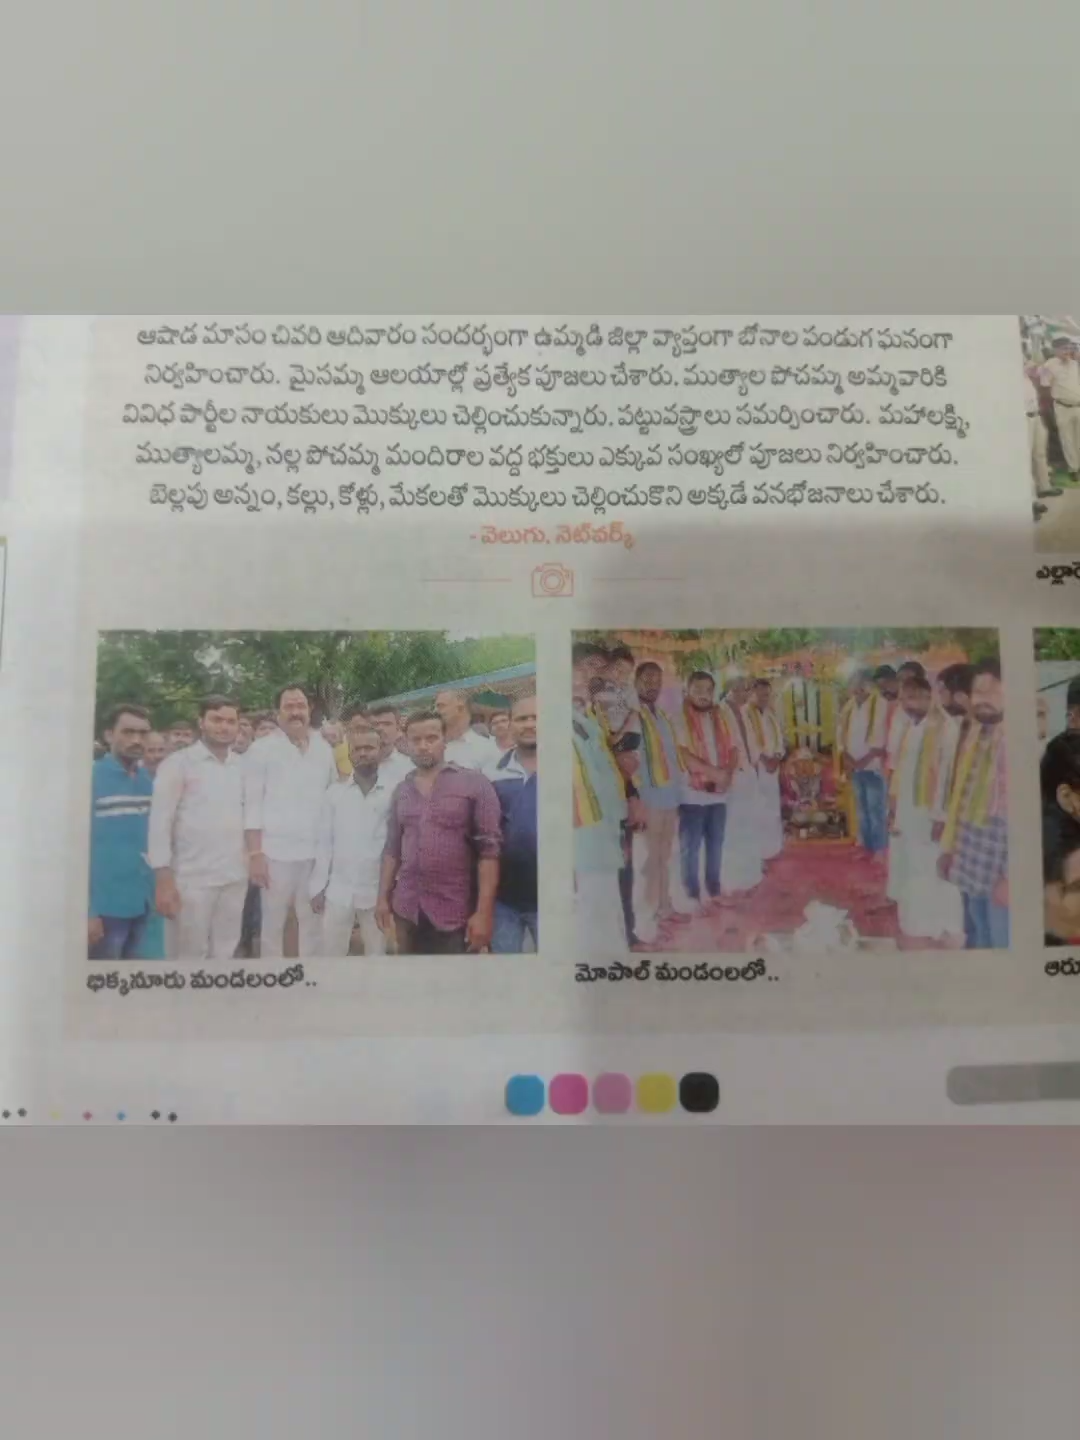 ఆషాడ మాసం చివరి ఆదివారం సందర్భంగా ఉమ్మడి జిల్లా వ్యాప్తంగా బోనాల పండుగ ఘనంగా
నిర్వహించారు. మైసమ్మ ఆలయాల్లో ప్రత్యేక పూజలు చేశారు. ముత్యాల పోచమ్మ అమ్మవారికి
వివిధ పార్టీల నాయకులు మొక్కులు చెల్లించుకున్నారు. పట్టువస్త్రాలు సమర్పించారు. మహాలక్ష్మి,
ముత్యాలమ్మ, నల్ల పోచమ్మ మందిరాల వద్ద భక్తులు ఎక్కువ సంఖ్యలో పూజలు నిర్వహించారు.
బెల్లపు అన్నం, కల్లు, కోళ్లు, మేకలతో మొక్కులు చెల్లించుకొని అక్కడే వనభోజనాలు చేశారు.
- వెలుగు, నెట్‌వర్క్
భిక్కనూరు మండలంలో..
మోపాల్ మండంలలో..